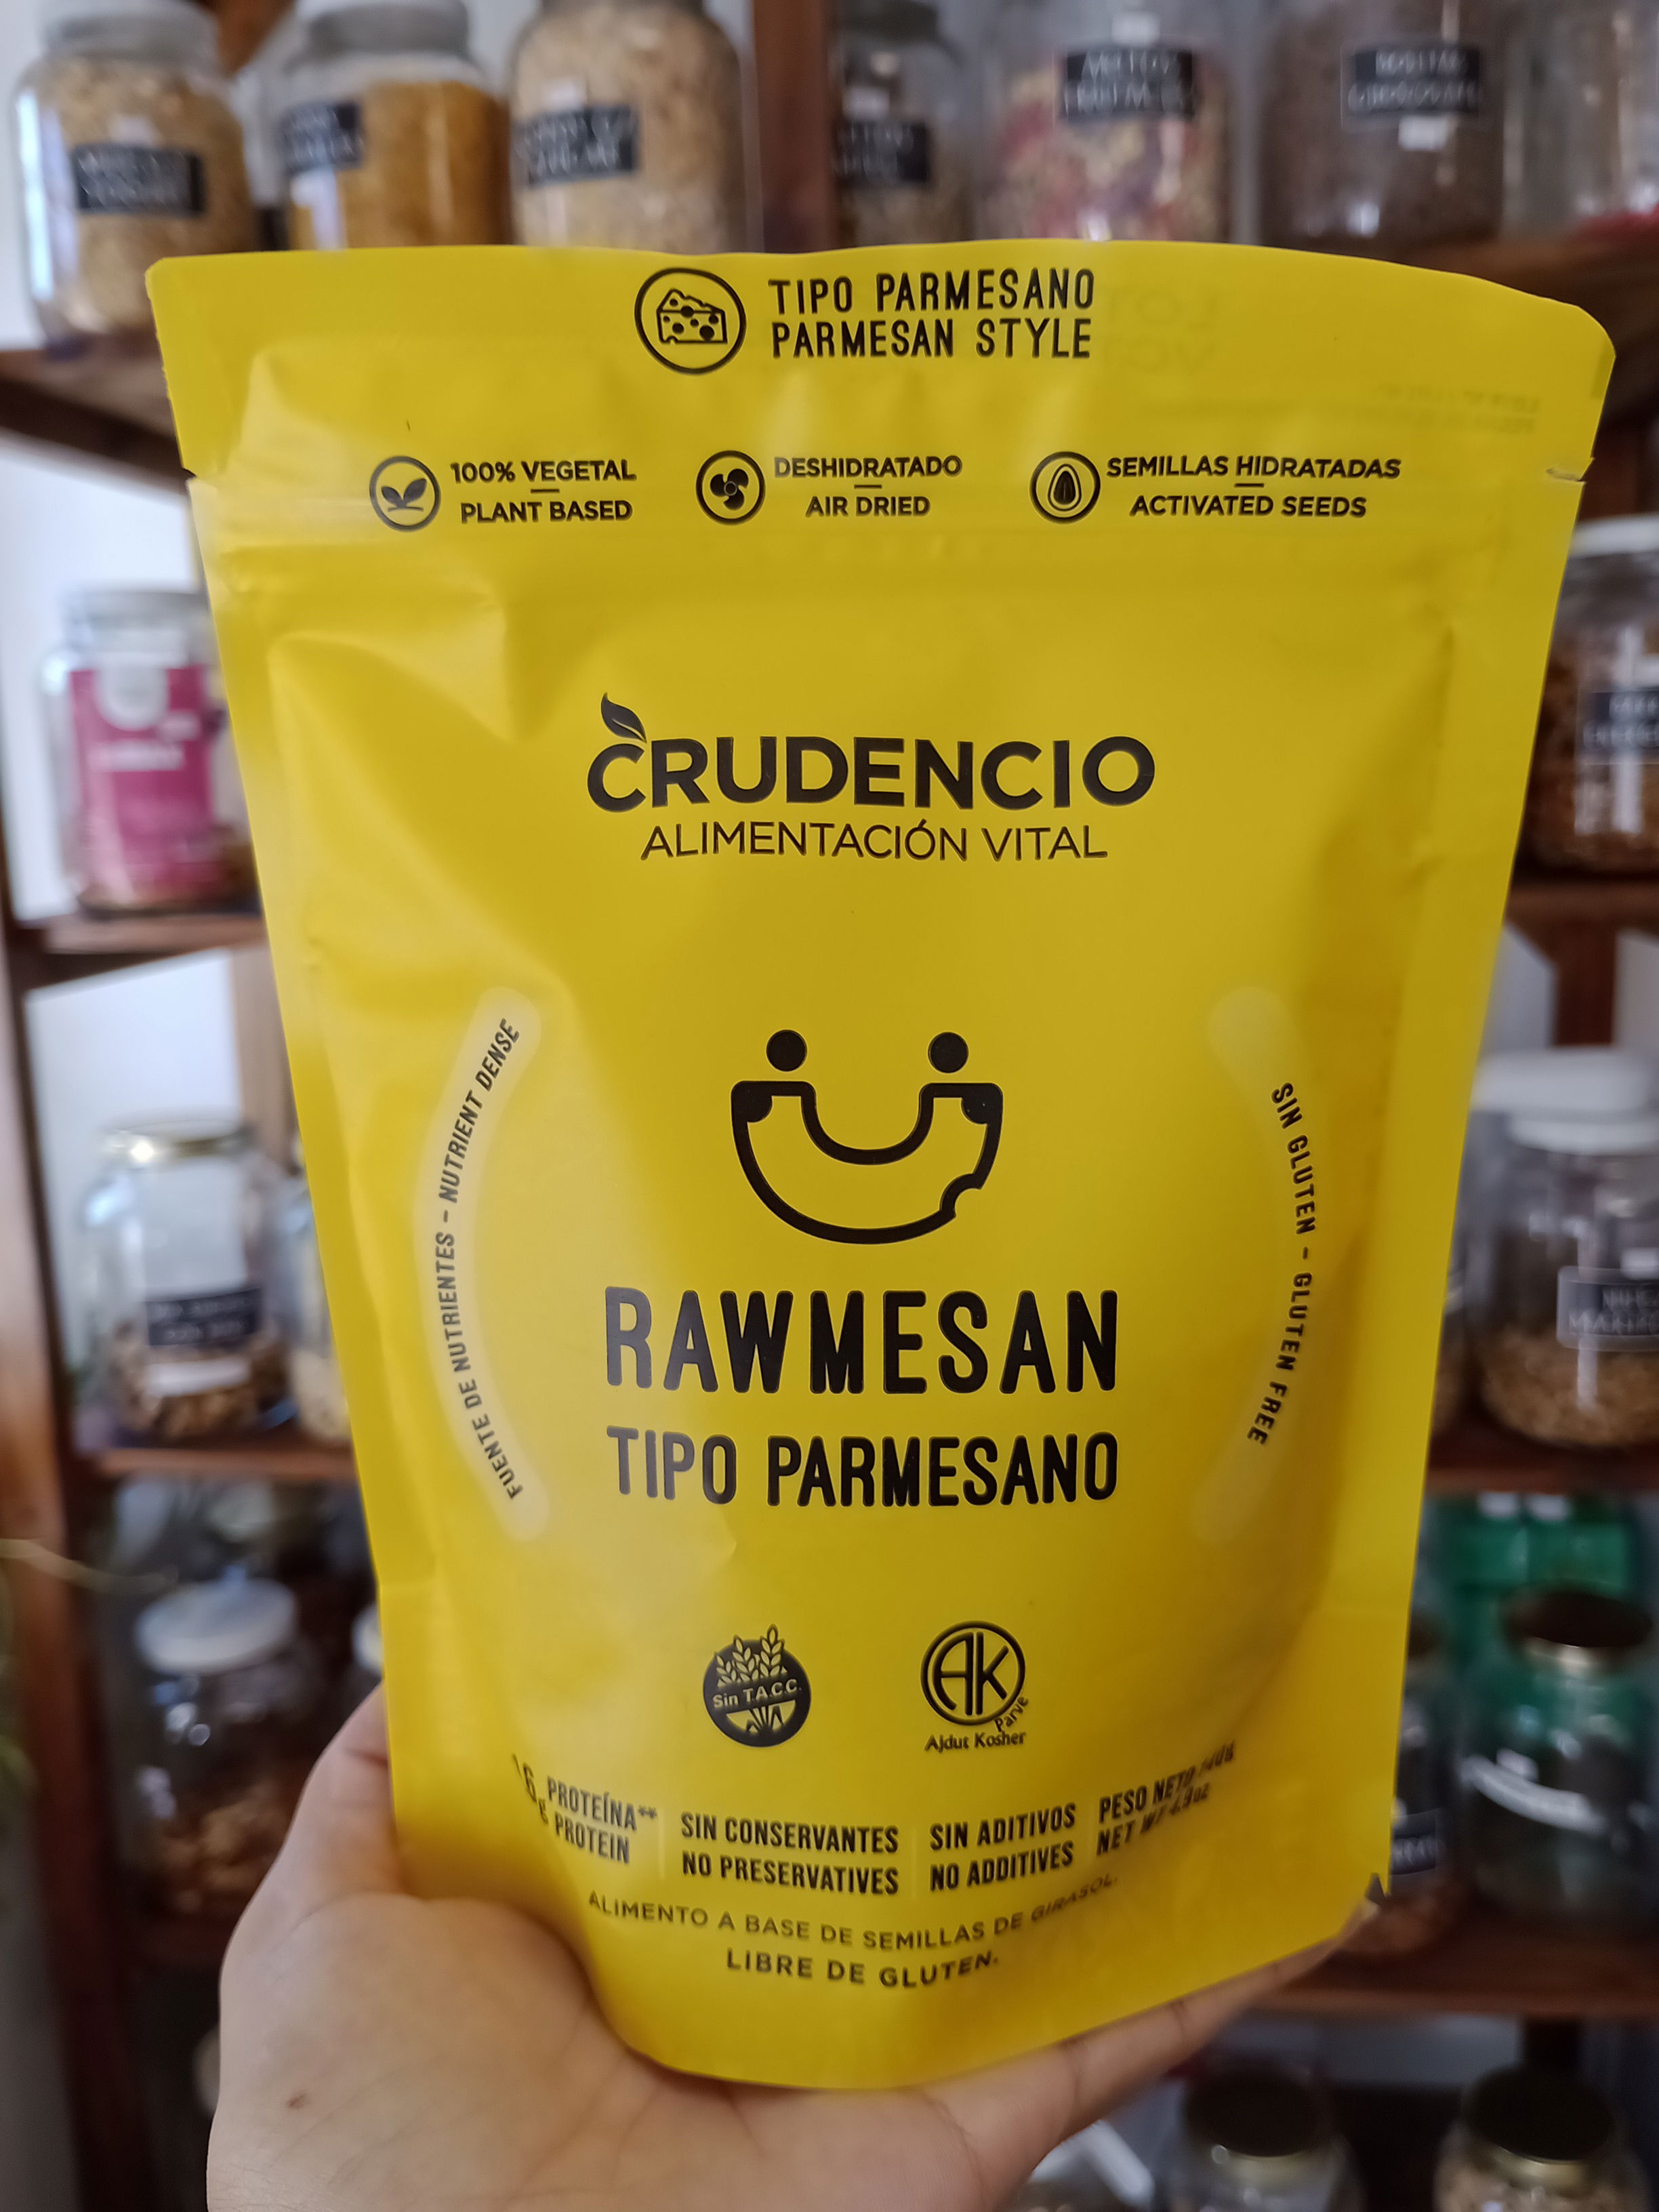 TIPO PARMESANO
PARMESAN STYLE
100% VEGETAL
PLANT BASED
DESHIDRATADO
AIR DRIED
SEMILLAS HIDRATADAS
ACTIVATED SEEDS
CRUDENCIO
ALIMENTACIÓN VITAL
FUENTE DE NUTRIENTES - NUTRIENT DENSE
SIN GLUTEN - GLUTEN FREE
RAWMESAN
TIPO PARMESANO
Sin T.A.C.C.
AK
Parve
Ajdut Kosher
PROTEÍNA**
PROTEIN
SIN CONSERVANTES
NO PRESERVATIVES
SIN ADITIVOS
NO ADDITIVES
PESO NETO
NET
ALIMENTO A BASE DE SEMILLAS DE GIRASOL.
LIBRE DE GLUTEN.